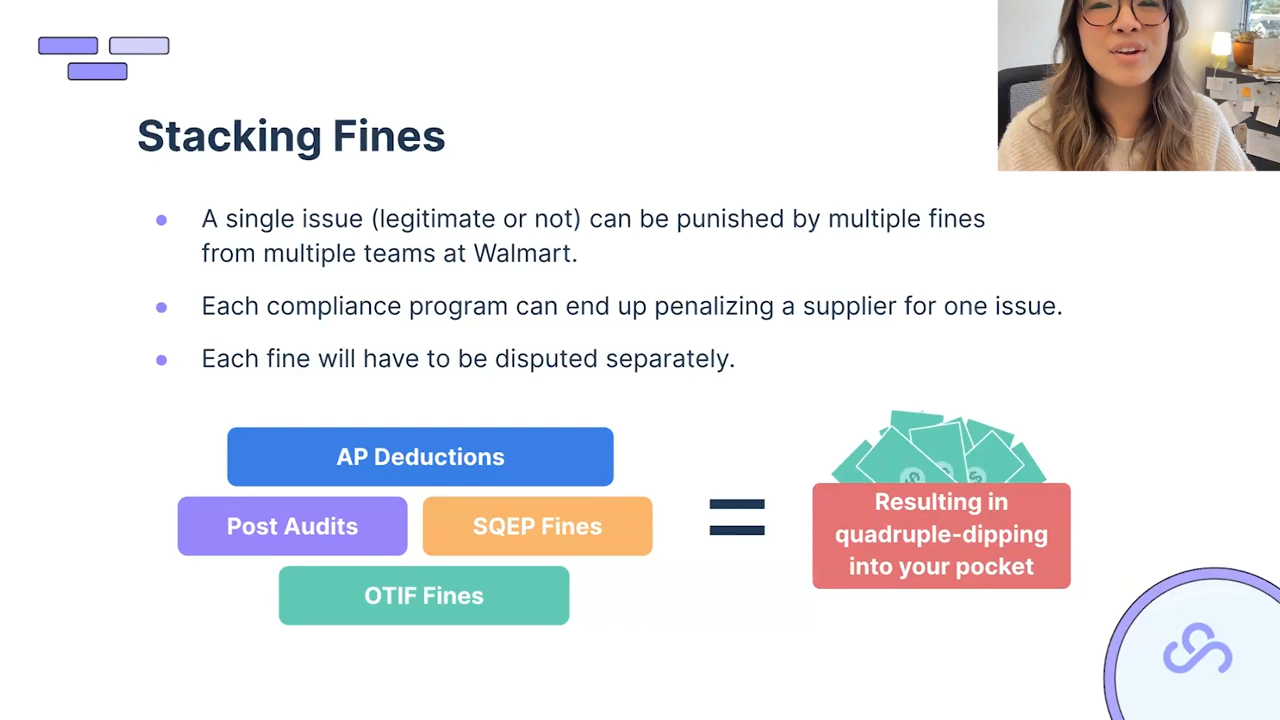 Stacking Fines
A single issue (legitimate or not) can be punished by multiple fines
from multiple teams at Walmart.
Each compliance program can end up penalizing a supplier for one issue.
Each fine will have to be disputed separately.
AP Deductions
Post Audits
SQEP Fines
OTIF Fines
=
Resulting in
quadruple-dipping
into your pocket